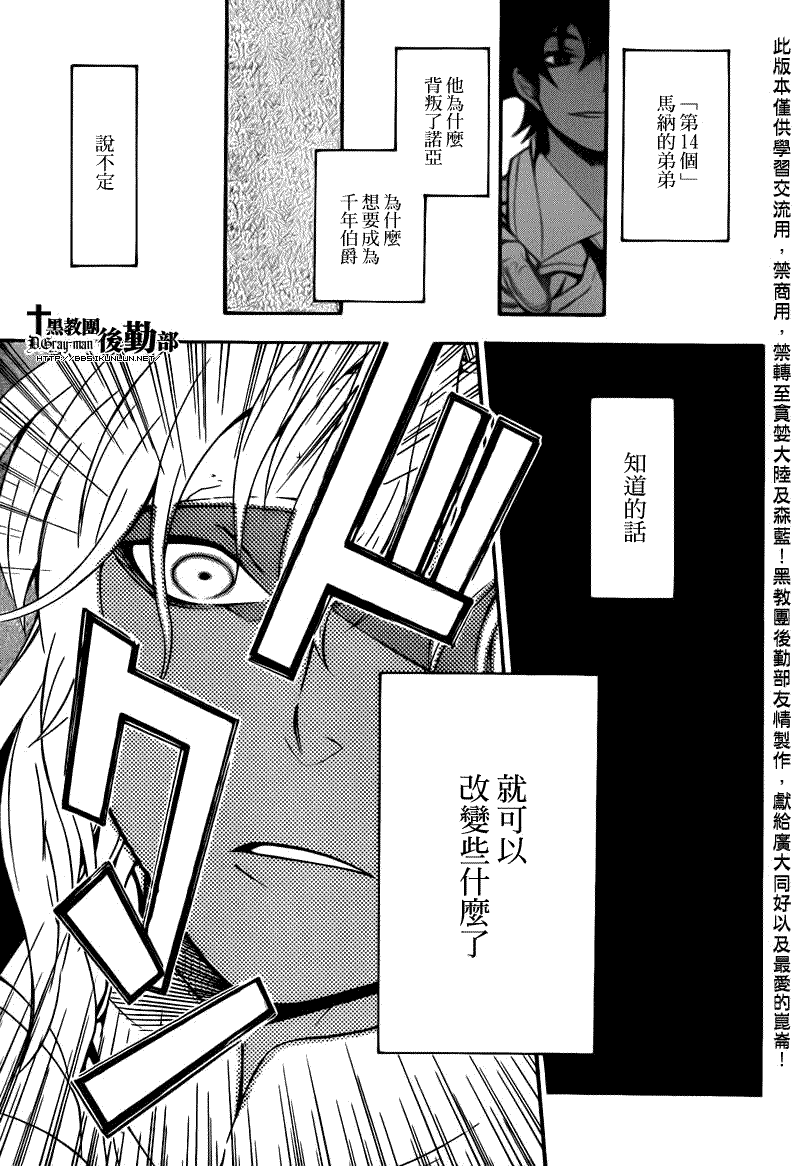 「第14個」
馬納的弟弟
他為什麼
背叛了諾亞
為什麼
想要成為
千年伯爵
說不定
知道的話
就可以
改變些什麼了
ドクンッ
黑教團
D.Gray-man
後勤部
HTTP://BBS.IKUNLUN.NET
此版本僅供學習交流用，禁商用，禁轉至貪婪大陸及森藍！黑教團後勤部友情製作，獻給廣大同好以及最愛的崑崙！